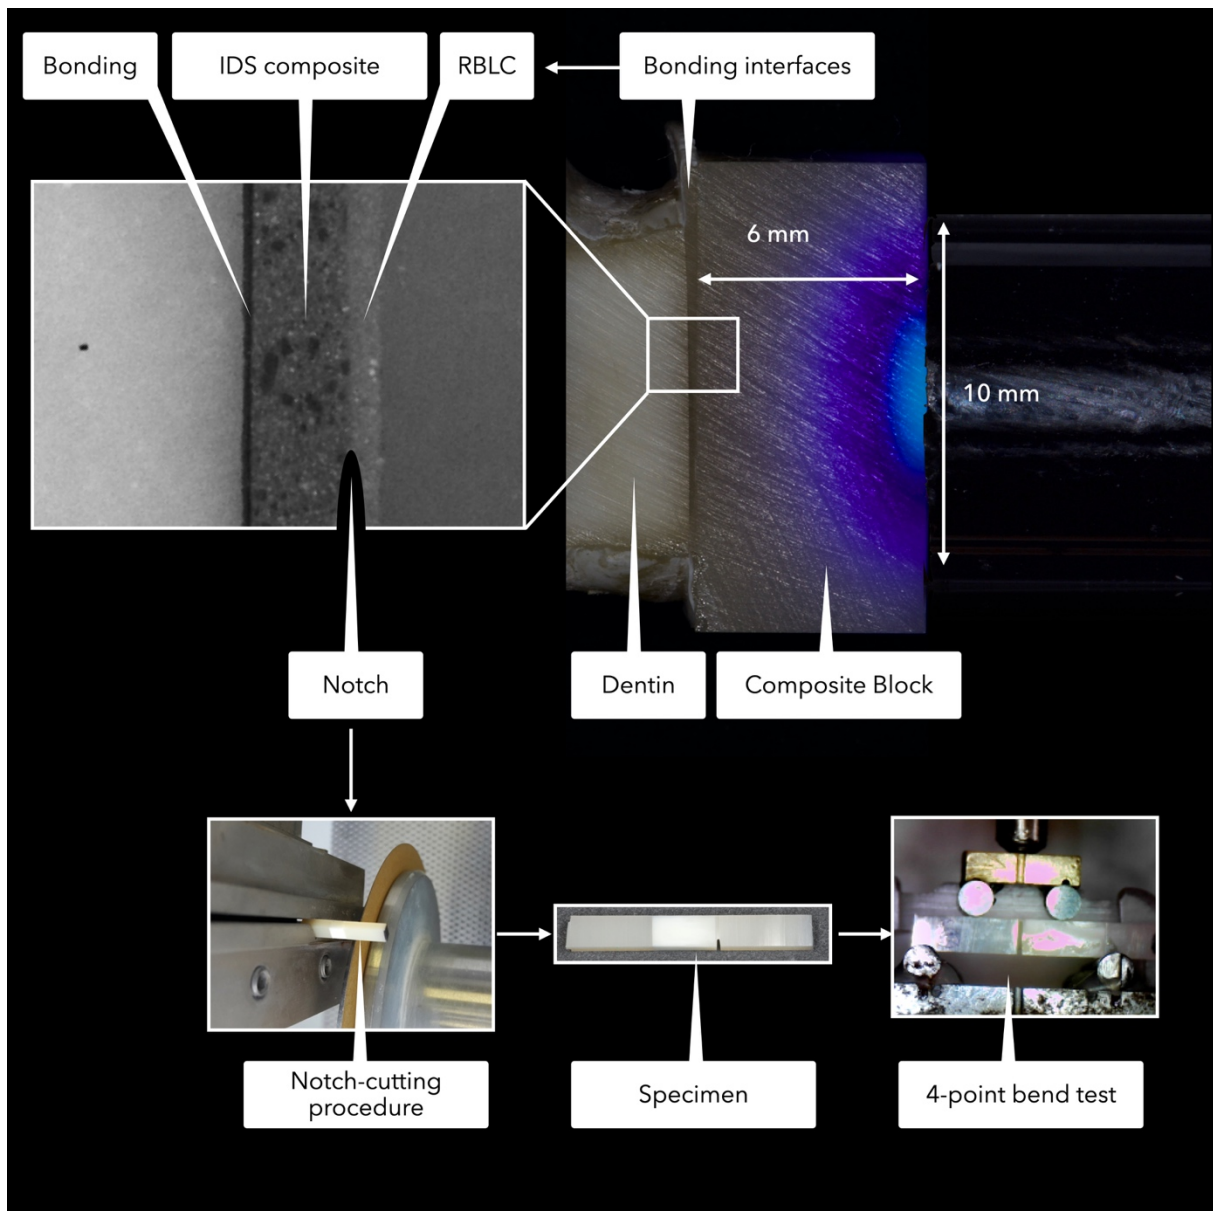 Bonding
IDS composite
RBLC
Bonding interfaces
6 mm
10 mm
Notch
Dentin
Composite Block
Notch-cutting
procedure
Specimen
4-point bend test